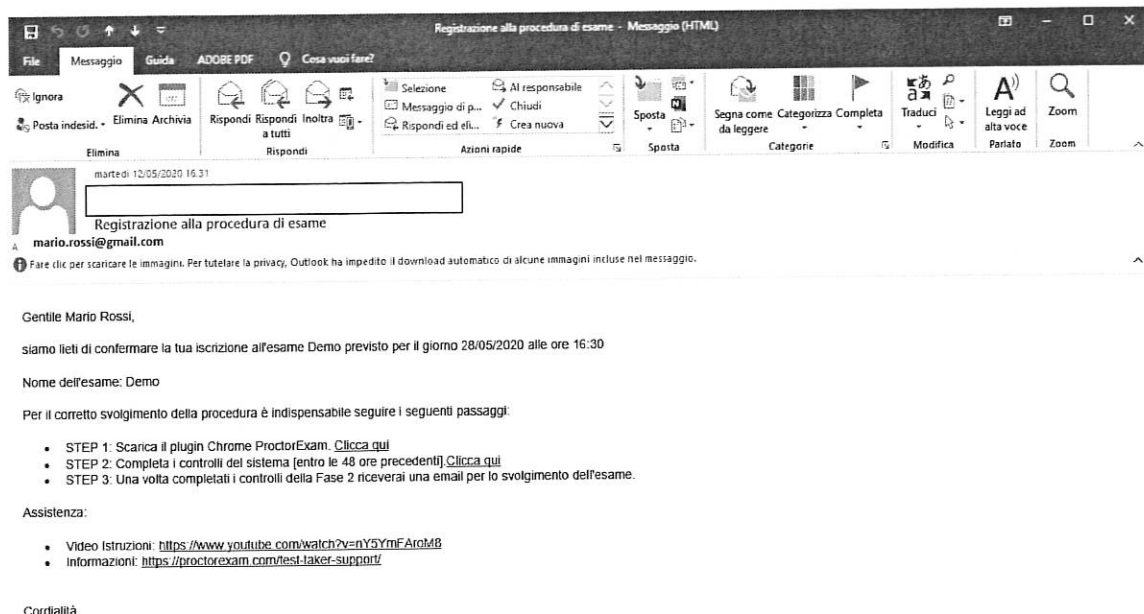 Registrazione alla procedura di esame - Messaggio (HTML)
File Messaggio Guida ADOBE PDF Cosa vuoi fare?
Ignora
Posta indesid.
Elimina Archivia
Elimina
Rispondi Rispondi a tutti Inoltra
Rispondi
Selezione Al responsabile
Messaggio di p... Chiudi
Rispondi ed eli... Crea nuova
Azioni rapide
Sposta
Sposta
Segna come da leggere Categorizza Completa
Categorie
Traduci
Modifica
Leggi ad alta voce
Parlato
Zoom
Zoom
martedì 12/05/2020 16.31
Registrazione alla procedura di esame
A mario.rossi@gmail.com
Fare clic per scaricare le immagini. Per tutelare la privacy, Outlook ha impedito il download automatico di alcune immagini incluse nel messaggio.
Gentile Mario Rossi,
siamo lieti di confermare la tua iscrizione all'esame Demo previsto per il giorno 28/05/2020 alle ore 16:30
Nome dell'esame: Demo
Per il corretto svolgimento della procedura è indispensabile seguire i seguenti passaggi:
• STEP 1: Scarica il plugin Chrome ProctorExam. Clicca qui
• STEP 2: Completa i controlli del sistema [entro le 48 ore precedenti].Clicca qui
• STEP 3: Una volta completati i controlli della Fase 2 riceverai una email per lo svolgimento dell'esame.
Assistenza:
• Video Istruzioni: https://www.youtube.com/watch?v=nY5YmFAroM8
• Informazioni: https://proctorexam.com/test-taker-support/
Cordialità